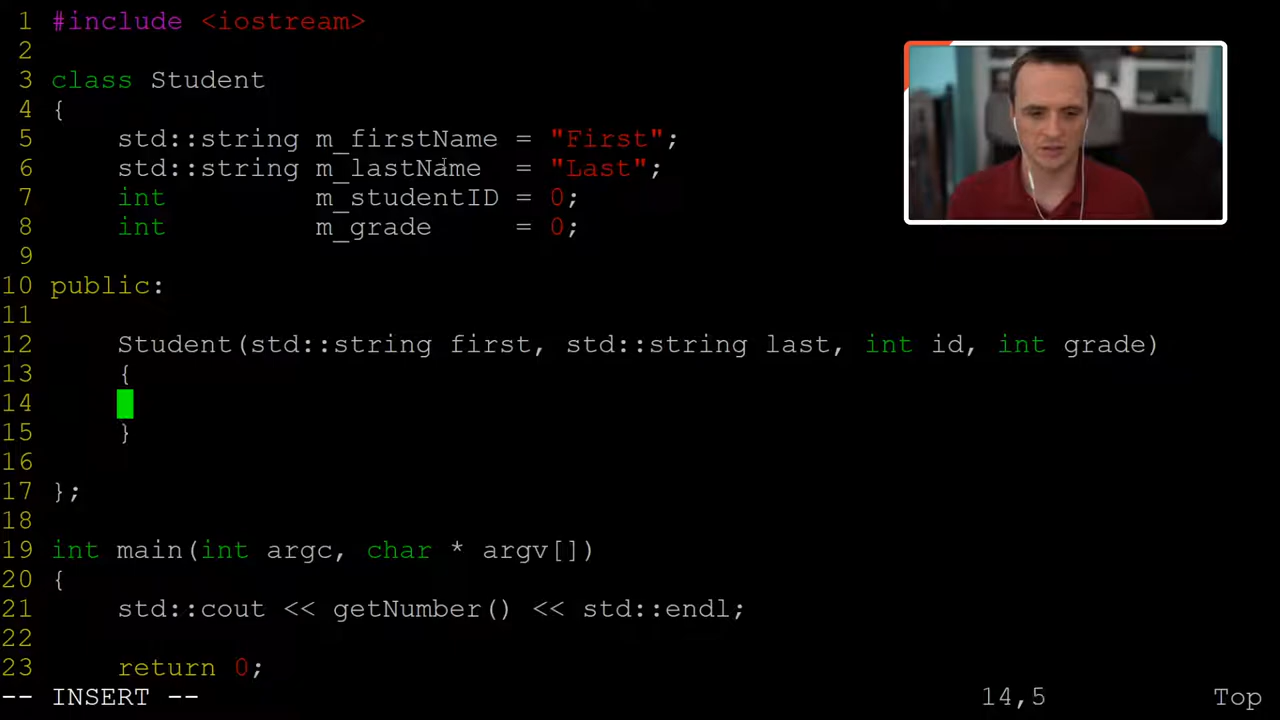 1 #include <iostream>
2
3 class Student
4 {
5     std::string m_firstName = "First";
6     std::string m_lastName  = "Last";
7     int         m_studentID = 0;
8     int         m_grade     = 0;
9
10 public:
11
12     Student(std::string first, std::string last, int id, int grade)
13     {
14
15     }
16
17 };
18
19 int main(int argc, char * argv[])
20 {
21     std::cout << getNumber() << std::endl;
22
23     return 0;
-- INSERT -- 14,5 Top